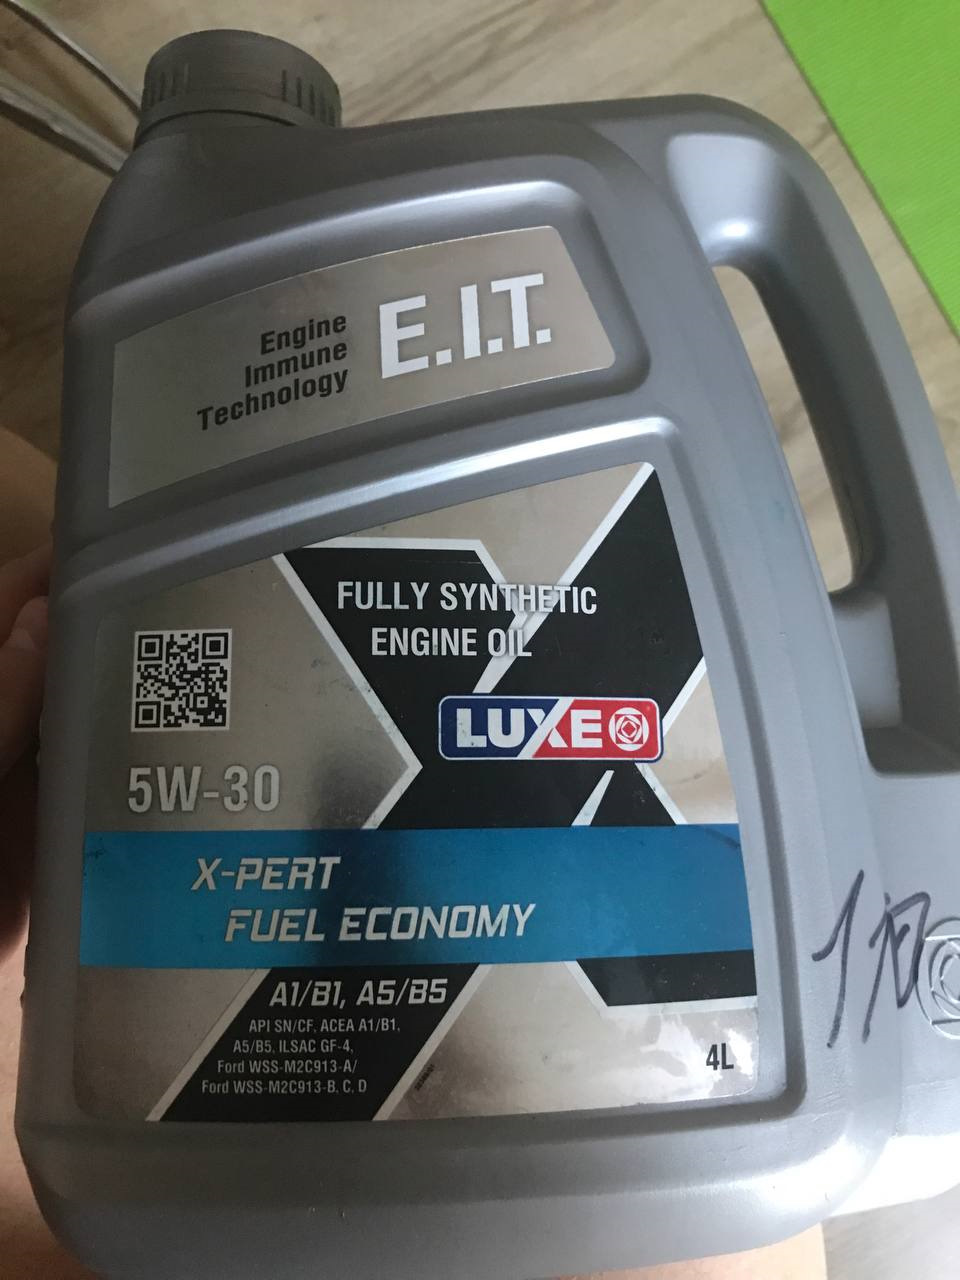 Engine
Immune
Technology
E.I.T.
FULLY SYNTHETIC
ENGINE OIL
LUXE
5W-30
X-PERT
FUEL ECONOMY
A1/B1, A5/B5
API SN/CF, ACEA A1/B1,
A5/B5, ILSAC GF-4,
Ford WSS-M2C913-A/
Ford WSS-M2C913-B, C, D
4L